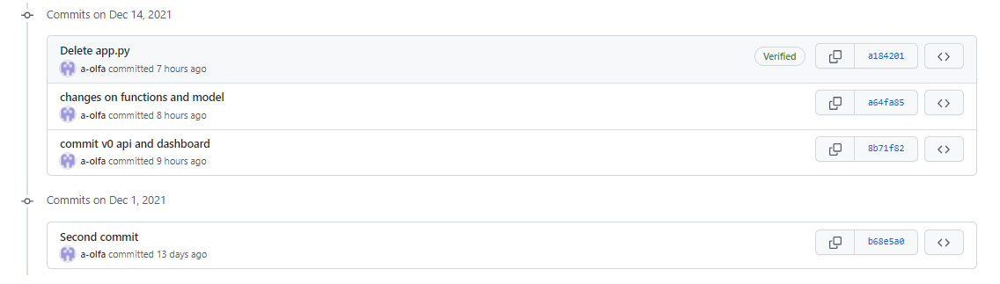 Commits on Dec 14, 2021
Delete app.py
a-olfa committed 7 hours ago
Verified
a184201
changes on functions and model
a-olfa committed 8 hours ago
a64fa85
commit v0 api and dashboard
a-olfa committed 9 hours ago
8b71f82
Commits on Dec 1, 2021
Second commit
a-olfa committed 13 days ago
b68e5a0